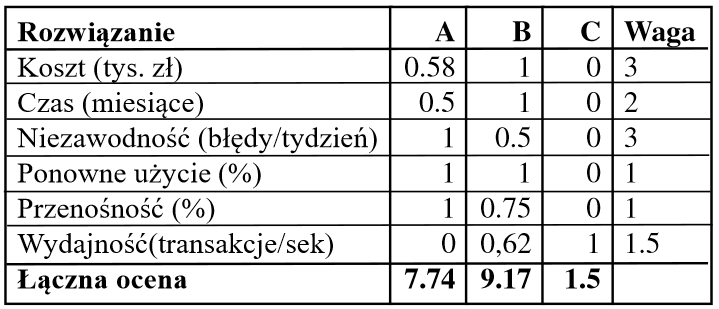 Rozwiązanie A B C Waga
Koszt (tys. zł) 0.58 1 0 3
Czas (miesiące) 0.5 1 0 2
Niezawodność (błędy/tydzień) 1 0.5 0 3
Ponowne użycie (%) 1 1 0 1
Przenośność (%) 1 0.75 0 1
Wydajność(transakcje/sek) 0 0,62 1 1.5
Łączna ocena 7.74 9.17 1.5